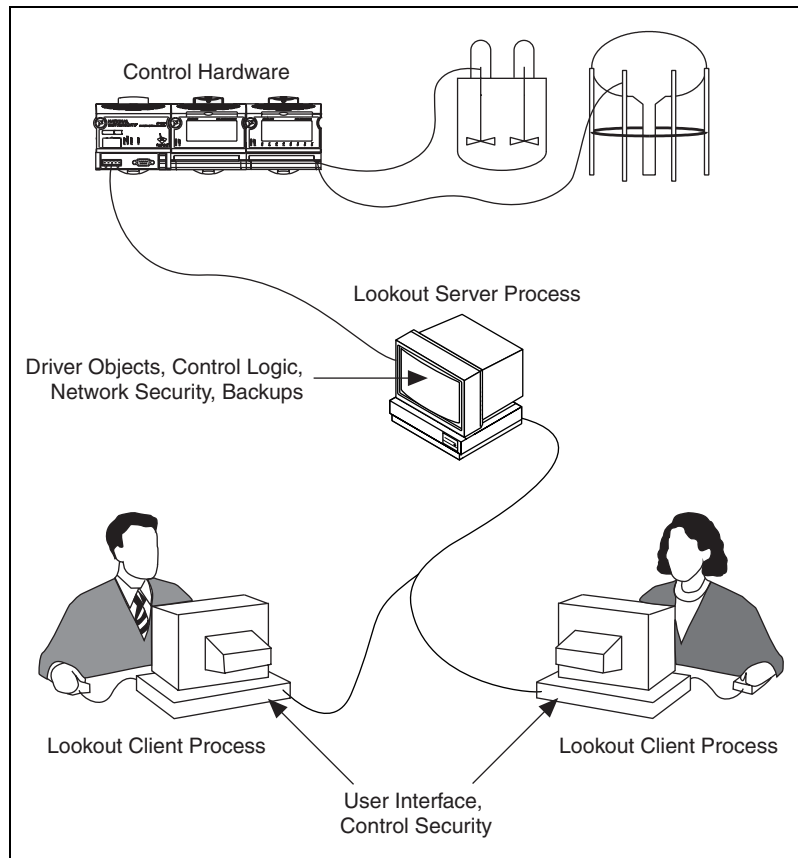 Control Hardware
Lookout Server Process
Driver Objects, Control Logic,
Network Security, Backups
Lookout Client Process
Lookout Client Process
User Interface,
Control Security